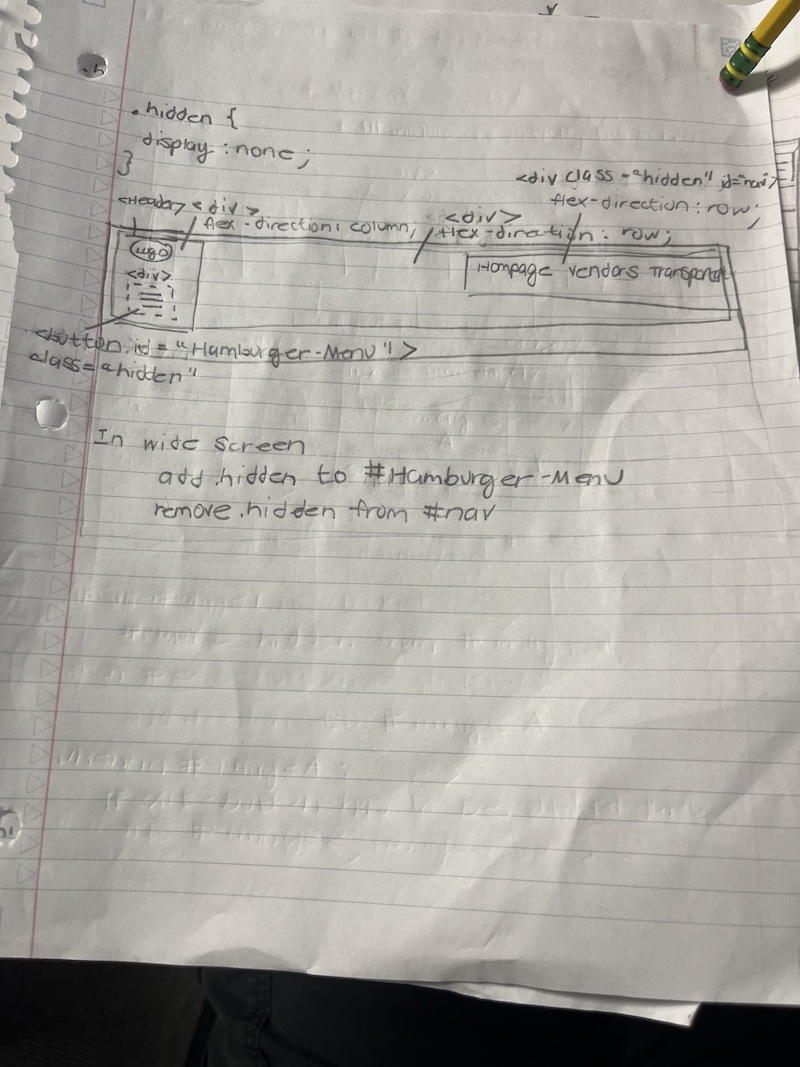 .hidden {
display : none;
}
<div class="hidden" id="nav>
flex-direction: row;
<Header> <div>
flex-direction: column;
<div>
flex-direction: row;
Logo
<div>
Hompage Vendors Transportat
<button id = "Hamburger-Menu">
class="hidden"
In wide screen
add .hidden to #Hamburger-Menu
remove .hidden from #nav